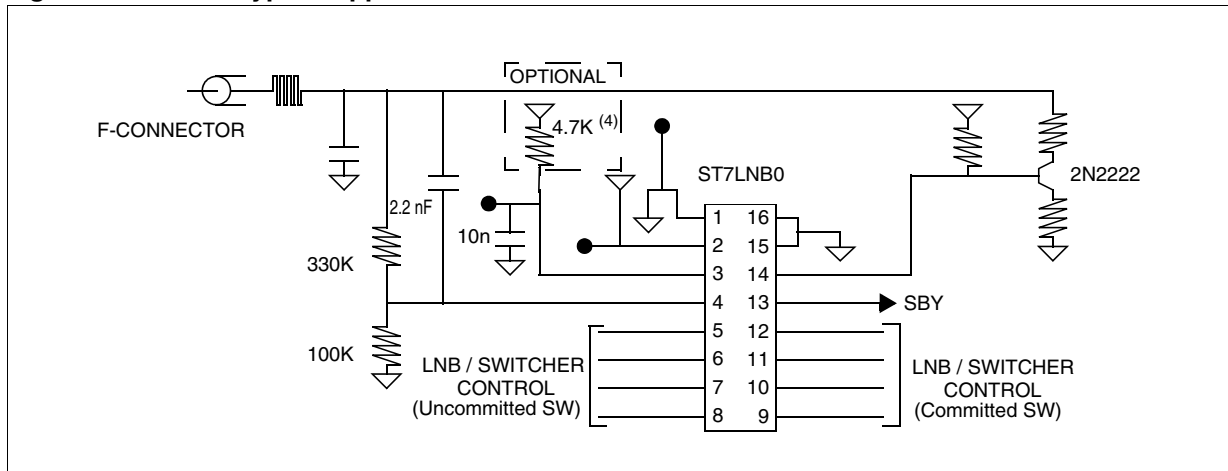 OPTIONAL
F-CONNECTOR
4.7K (4)
ST7LNB0
2N2222
2.2 nF
10n
330K
100K
1 16
2 15
3 14
4 13
5 12
6 11
7 10
8 9
SBY
LNB / SWITCHER
CONTROL
(Uncommitted SW)
LNB / SWITCHER
CONTROL
(Committed SW)